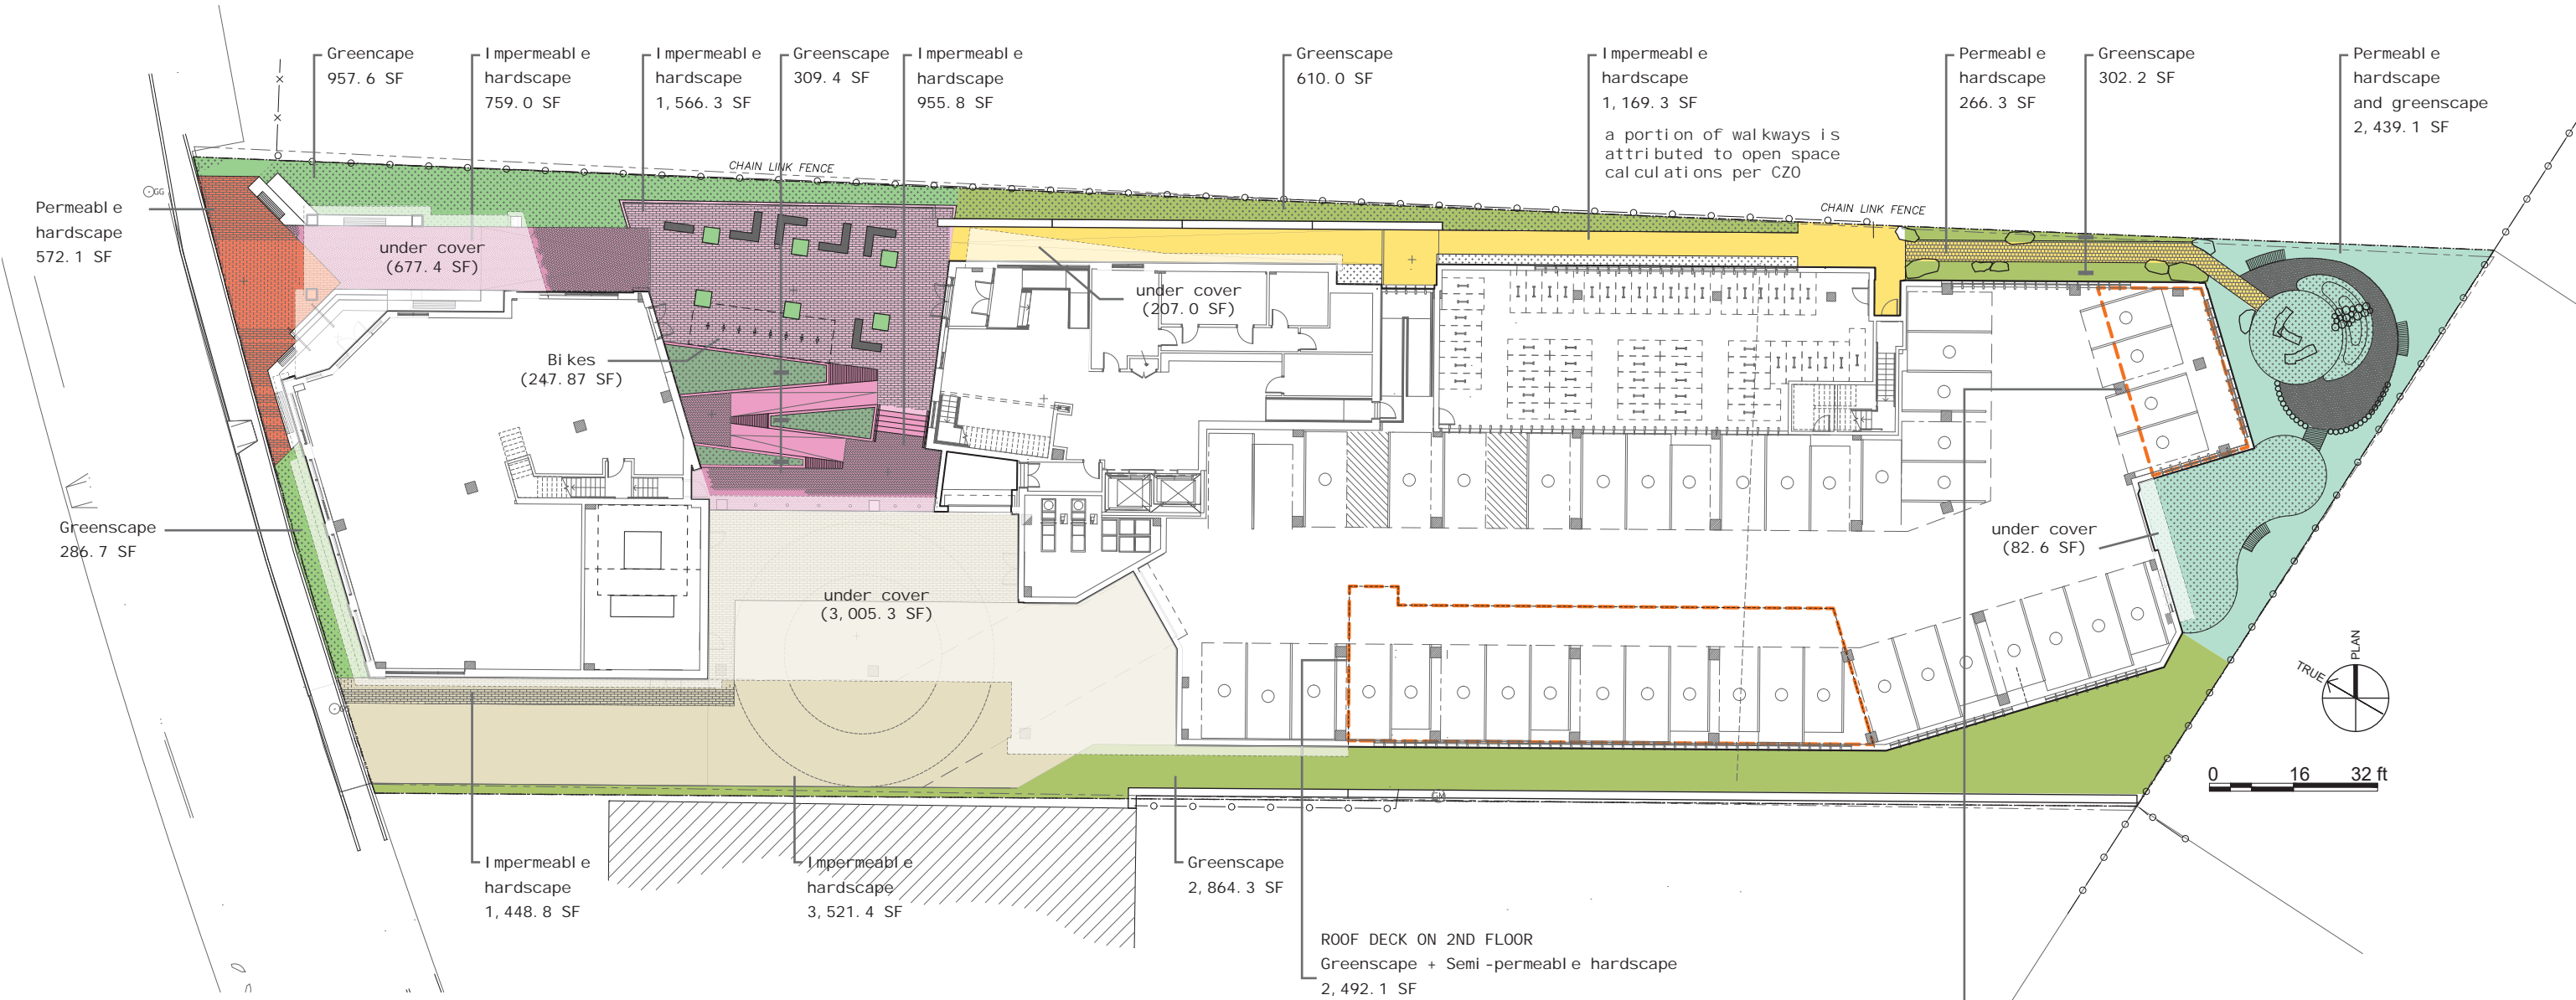 Greencape
957.6 SF
Impermeable
hardscape
759.0 SF
Impermeable
hardscape
1,566.3 SF
Greenscape
309.4 SF
Impermeable
hardscape
955.8 SF
Greenscape
610.0 SF
Impermeable
hardscape
1,169.3 SF
a portion of walkways is
attributed to open space
calculations per CZO
Permeable
hardscape
266.3 SF
Greenscape
302.2 SF
Permeable
hardscape
and greenscape
2,439.1 SF
CHAIN LINK FENCE
CHAIN LINK FENCE
GG
Permeable
hardscape
572.1 SF
under cover
(677.4 SF)
under cover
(207.0 SF)
Bikes
(247.87 SF)
Greenscape
286.7 SF
under cover
(82.6 SF)
under cover
(3,005.3 SF)
PLAN
TRUE
0 16 32 ft
GM
Impermeable
hardscape
1,448.8 SF
Impermeable
hardscape
3,521.4 SF
Greenscape
2,864.3 SF
ROOF DECK ON 2ND FLOOR
Greenscape + Semi-permeable hardscape
2,492.1 SF